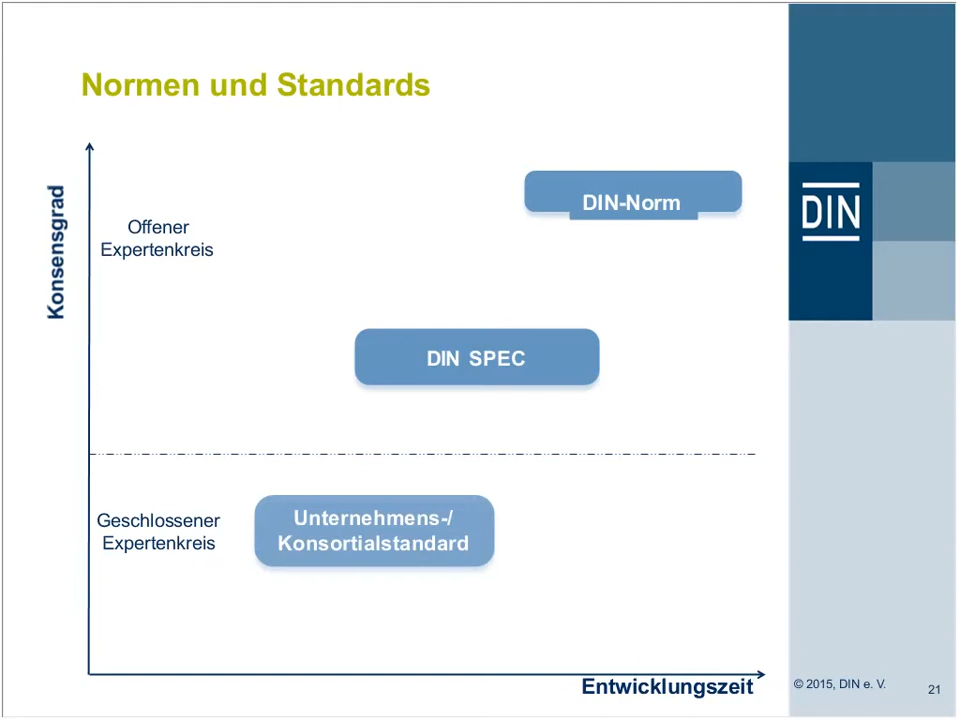 Normen und Standards
Konsensgrad
Offener
Expertenkreis
DIN-Norm
DIN
DIN SPEC
Geschlossener
Expertenkreis
Unternehmens-/
Konsortialstandard
Entwicklungszeit
© 2015, DIN e. V.
21